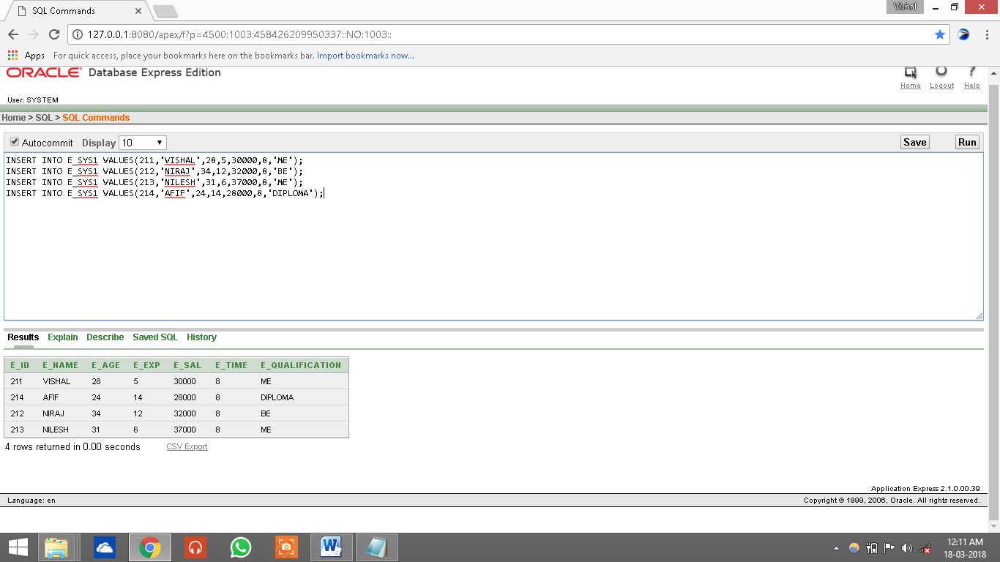 SQL Commands
Vishal
127.0.0.1:8080/apex/f?p=4500:1003:458426209950337::NO:1003::
Apps For quick access, place your bookmarks here on the bookmarks bar. Import bookmarks now...
ORACLE Database Express Edition
Home Logout Help
User: SYSTEM
Home > SQL > SQL Commands
Autocommit Display 10 Save Run
INSERT INTO E_SYS1 VALUES(211,'VISHAL',28,5,30000,8,'ME');
INSERT INTO E_SYS1 VALUES(212,'NIRAJ',34,12,32000,8,'BE');
INSERT INTO E_SYS1 VALUES(213,'NILESH',31,6,37000,8,'ME');
INSERT INTO E_SYS1 VALUES(214,'AFIF',24,14,28000,8,'DIPLOMA');
Results Explain Describe Saved SQL History
E_ID E_NAME E_AGE E_EXP E_SAL E_TIME E_QUALIFICATION
211 VISHAL 28 5 30000 8 ME
214 AFIF 24 14 28000 8 DIPLOMA
212 NIRAJ 34 12 32000 8 BE
213 NILESH 31 6 37000 8 ME
4 rows returned in 0.00 seconds CSV Export
Application Express 2.1.0.00.39
Language: en Copyright © 1999, 2006, Oracle. All rights reserved.
12:11 AM
18-03-2018